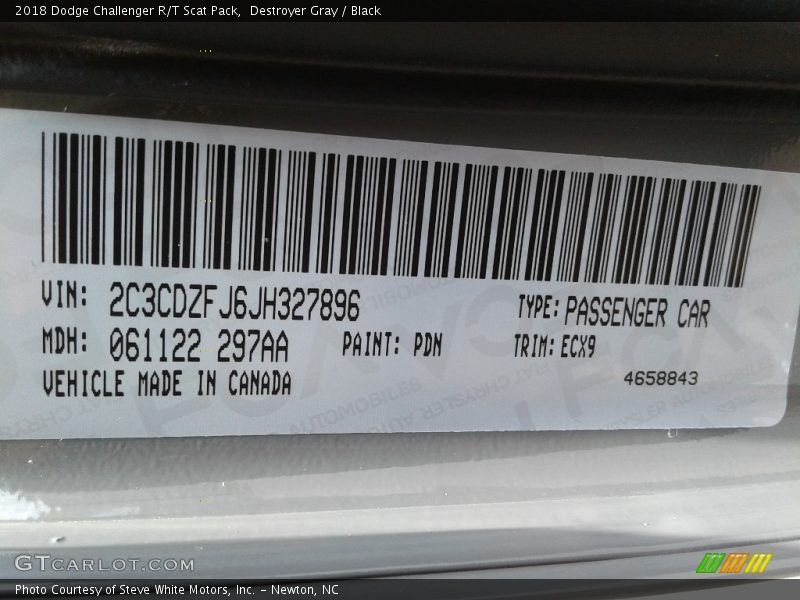 2018 Dodge Challenger R/T Scat Pack, Destroyer Gray / Black
VIN: 2C3CDZFJ6JH327896 TYPE: PASSENGER CAR
MDH: 061122 297AA PAINT: PDN TRIM: ECX9
VEHICLE MADE IN CANADA 4658843
GTCARLOT.COM
Photo Courtesy of Steve White Motors, Inc. – Newton, NC